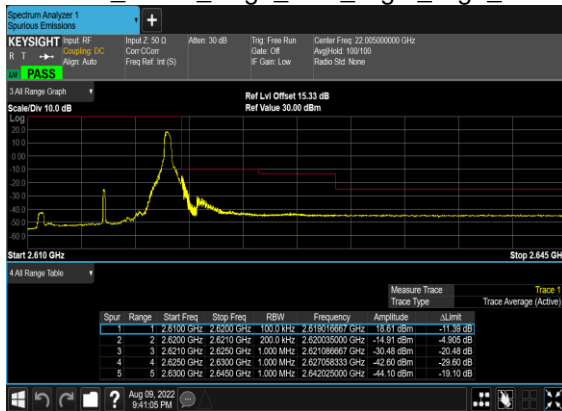 Spectrum Analyzer 1
Spurious Emissions
KEYSIGHT
R T
LXI PASS
Input: RF
Coupling: DC
Align: Auto
Input Z: 50 Ω
Corr CCorr
Freq Ref: Int (S)
Atten: 30 dB
Trig: Free Run
Gate: Off
IF Gain: Low
Center Freq: 22.005000000 GHz
Avg|Hold: 100/100
Radio Std: None
3 All Range Graph
Scale/Div 10.0 dB
Ref Lvl Offset 15.33 dB
Ref Value 30.00 dBm
Log
20.0
10.0
0.00
-10.0
-20.0
-30.0
-40.0
-50.0
-60.0
Start 2.610 GHz
Stop 2.645 GH
4 All Range Table
Measure Trace Trace 1
Trace Type Trace Average (Active)
Spur Range Start Freq Stop Freq RBW Frequency Amplitude ΔLimit
1 1 2.6100 GHz 2.6200 GHz 100.0 kHz 2.619016667 GHz 18.61 dBm -11.39 dB
2 2 2.6200 GHz 2.6210 GHz 200.0 kHz 2.620035000 GHz -14.91 dBm -4.905 dB
3 3 2.6210 GHz 2.6250 GHz 1.000 MHz 2.621086667 GHz -30.48 dBm -20.48 dB
4 4 2.6250 GHz 2.6300 GHz 1.000 MHz 2.627058333 GHz -42.60 dBm -29.60 dB
5 5 2.6300 GHz 2.6450 GHz 1.000 MHz 2.642025000 GHz -44.10 dBm -19.10 dB
?
Aug 09, 2022
9:41:05 PM